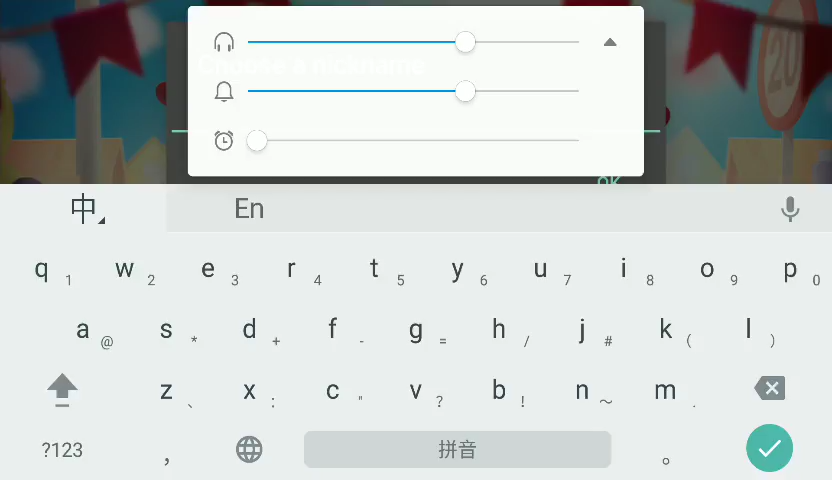 Choose a nickname
20
OK
中 En
q 1 w 2 e 3 r 4 t 5 y 6 u 7 i 8 o 9 p 0
a @ s * d + f - g = h / j # k ( l )
z 、 x : c " v ? b ! n ～ m .
?123 , 拼音 。